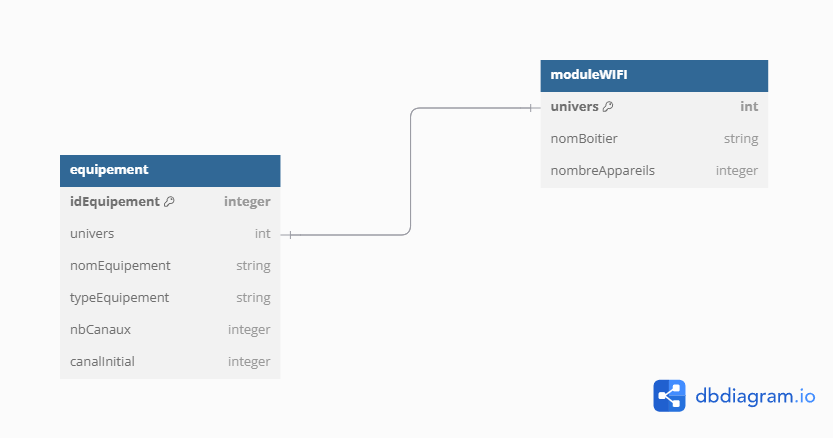 moduleWIFI
univers int
nomBoitier string
nombreAppareils integer
equipement
idEquipement integer
univers int
nomEquipement string
typeEquipement string
nbCanaux integer
canalInitial integer
dbdiagram.io